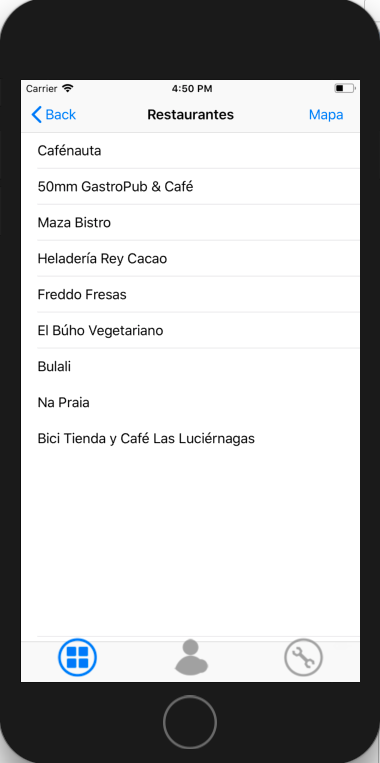 Carrier 4:50 PM
Back Restaurantes Mapa
Cafénauta
50mm GastroPub & Café
Maza Bistro
Heladería Rey Cacao
Freddo Fresas
El Búho Vegetariano
Bulali
Na Praia
Bici Tienda y Café Las Luciérnagas